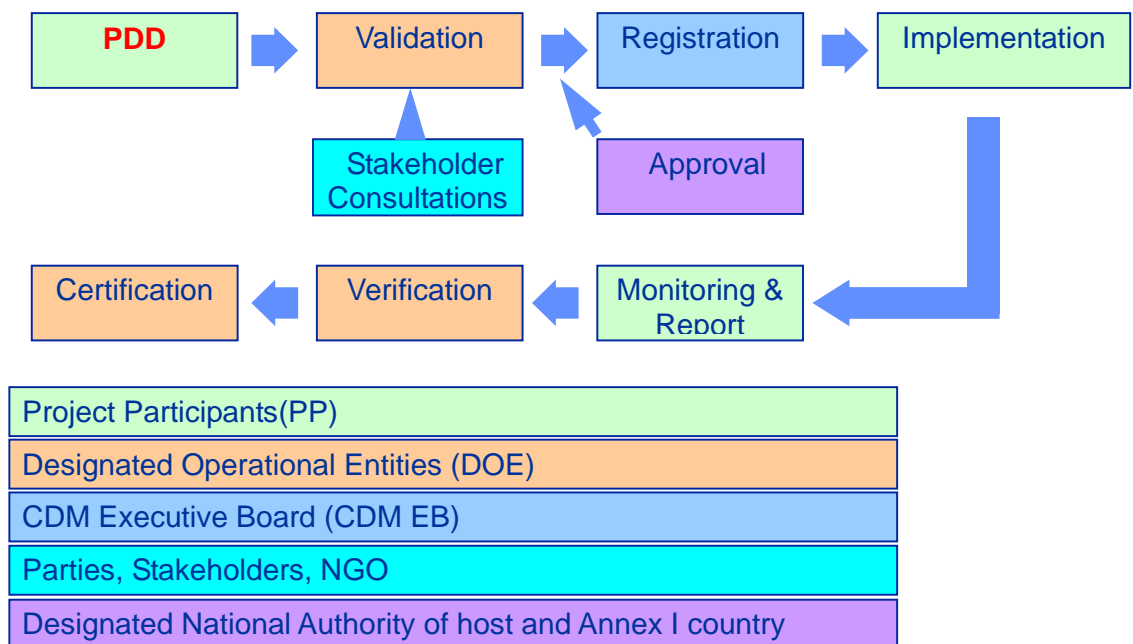 PDD
Validation
Registration
Implementation
Stakeholder
Consultations
Approval
Certification
Verification
Monitoring &
Report
Project Participants(PP)
Designated Operational Entities (DOE)
CDM Executive Board (CDM EB)
Parties, Stakeholders, NGO
Designated National Authority of host and Annex I country